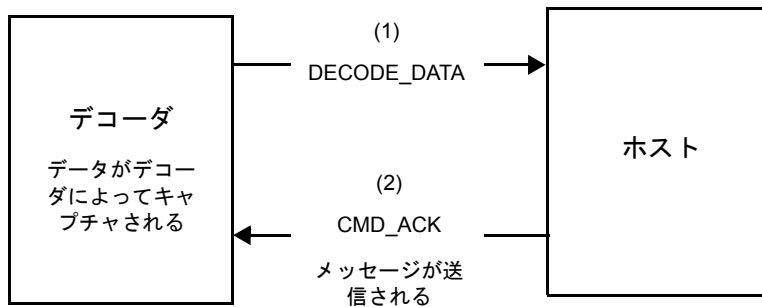 デコーダ
データがデコー
ダによってキャ
プチャされる
(1)
DECODE_DATA
(2)
CMD_ACK
メッセージが送
信される
ホスト